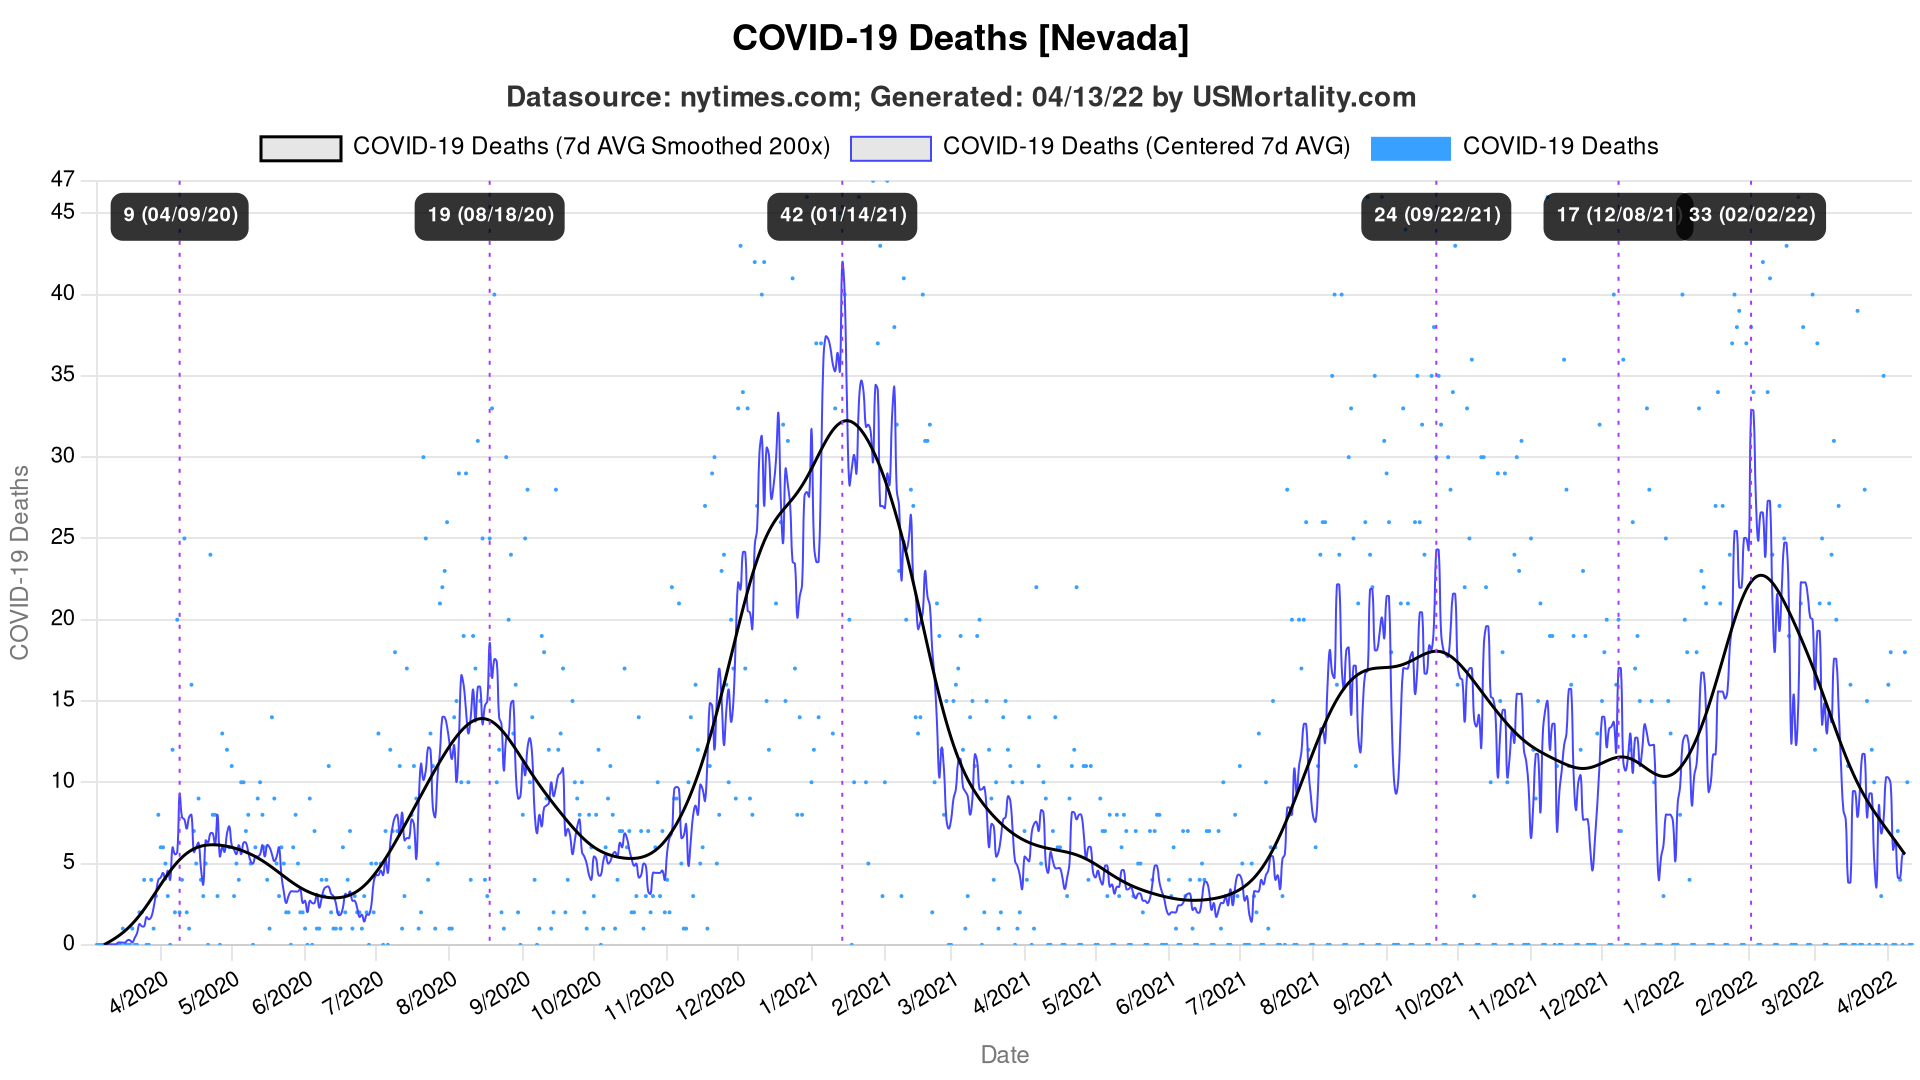 COVID-19 Deaths [Nevada]
Datasource: nytimes.com; Generated: 04/13/22 by USMortality.com
COVID-19 Deaths (7d AVG Smoothed 200x) COVID-19 Deaths (Centered 7d AVG) COVID-19 Deaths
47
45
40
35
30
25
20
15
10
5
0
COVID-19 Deaths
9 (04/09/20) 19 (08/18/20) 42 (01/14/21) 24 (09/22/21) 17 (12/08/21) 33 (02/02/22)
4/2020 5/2020 6/2020 7/2020 8/2020 9/2020 10/2020 11/2020 12/2020 1/2021 2/2021 3/2021 4/2021 5/2021 6/2021 7/2021 8/2021 9/2021 10/2021 11/2021 12/2021 1/2022 2/2022 3/2022 4/2022
Date